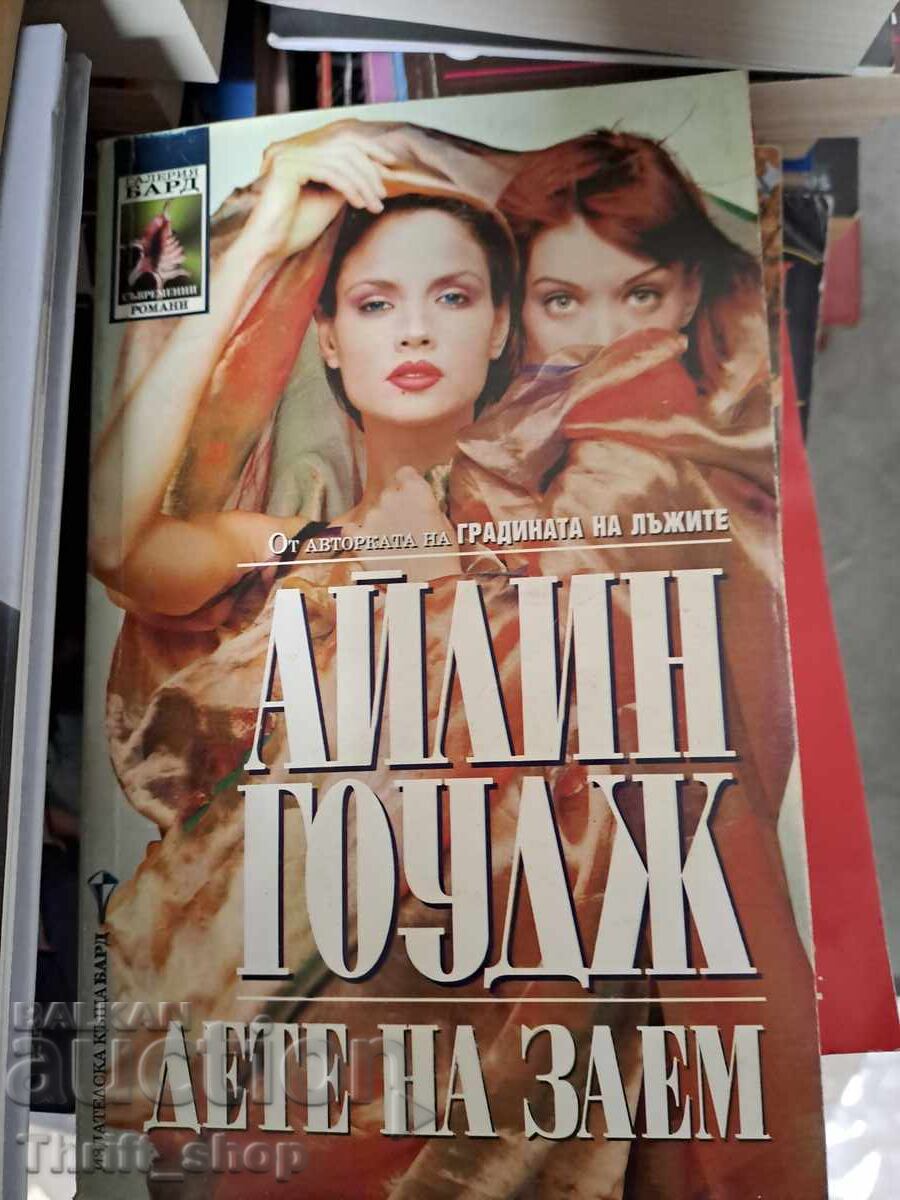 ГАЛЕРИЯ
БАРД
СЪВРЕМЕННИ
РОМАНИ
От авторката на ГРАДИНАТА НА ЛЪЖИТЕ
АЙЛИН
ГОУДЖ
ДЕТЕ НА ЗАЕМ
ИЗДАТЕЛСКА КЪЩА БАРД
BALKAN
auction
Thrift_shop